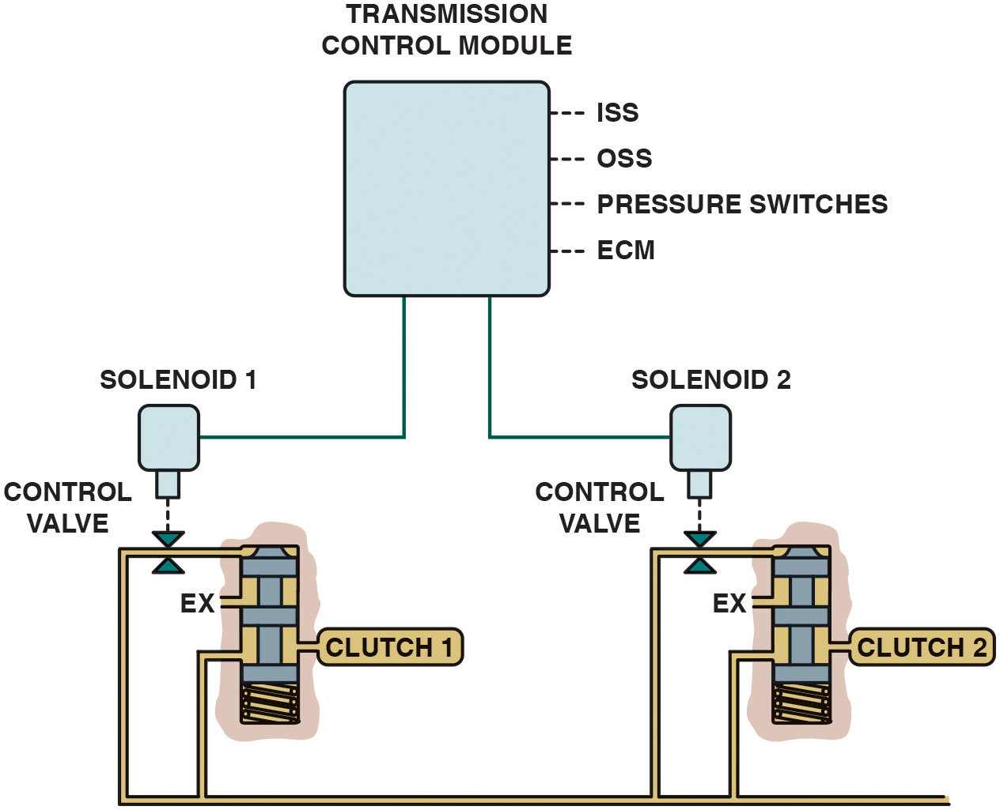 TRANSMISSION
CONTROL MODULE
ISS
OSS
PRESSURE SWITCHES
ECM
SOLENOID 1
SOLENOID 2
CONTROL
VALVE
CONTROL
VALVE
EX
EX
CLUTCH 1
CLUTCH 2